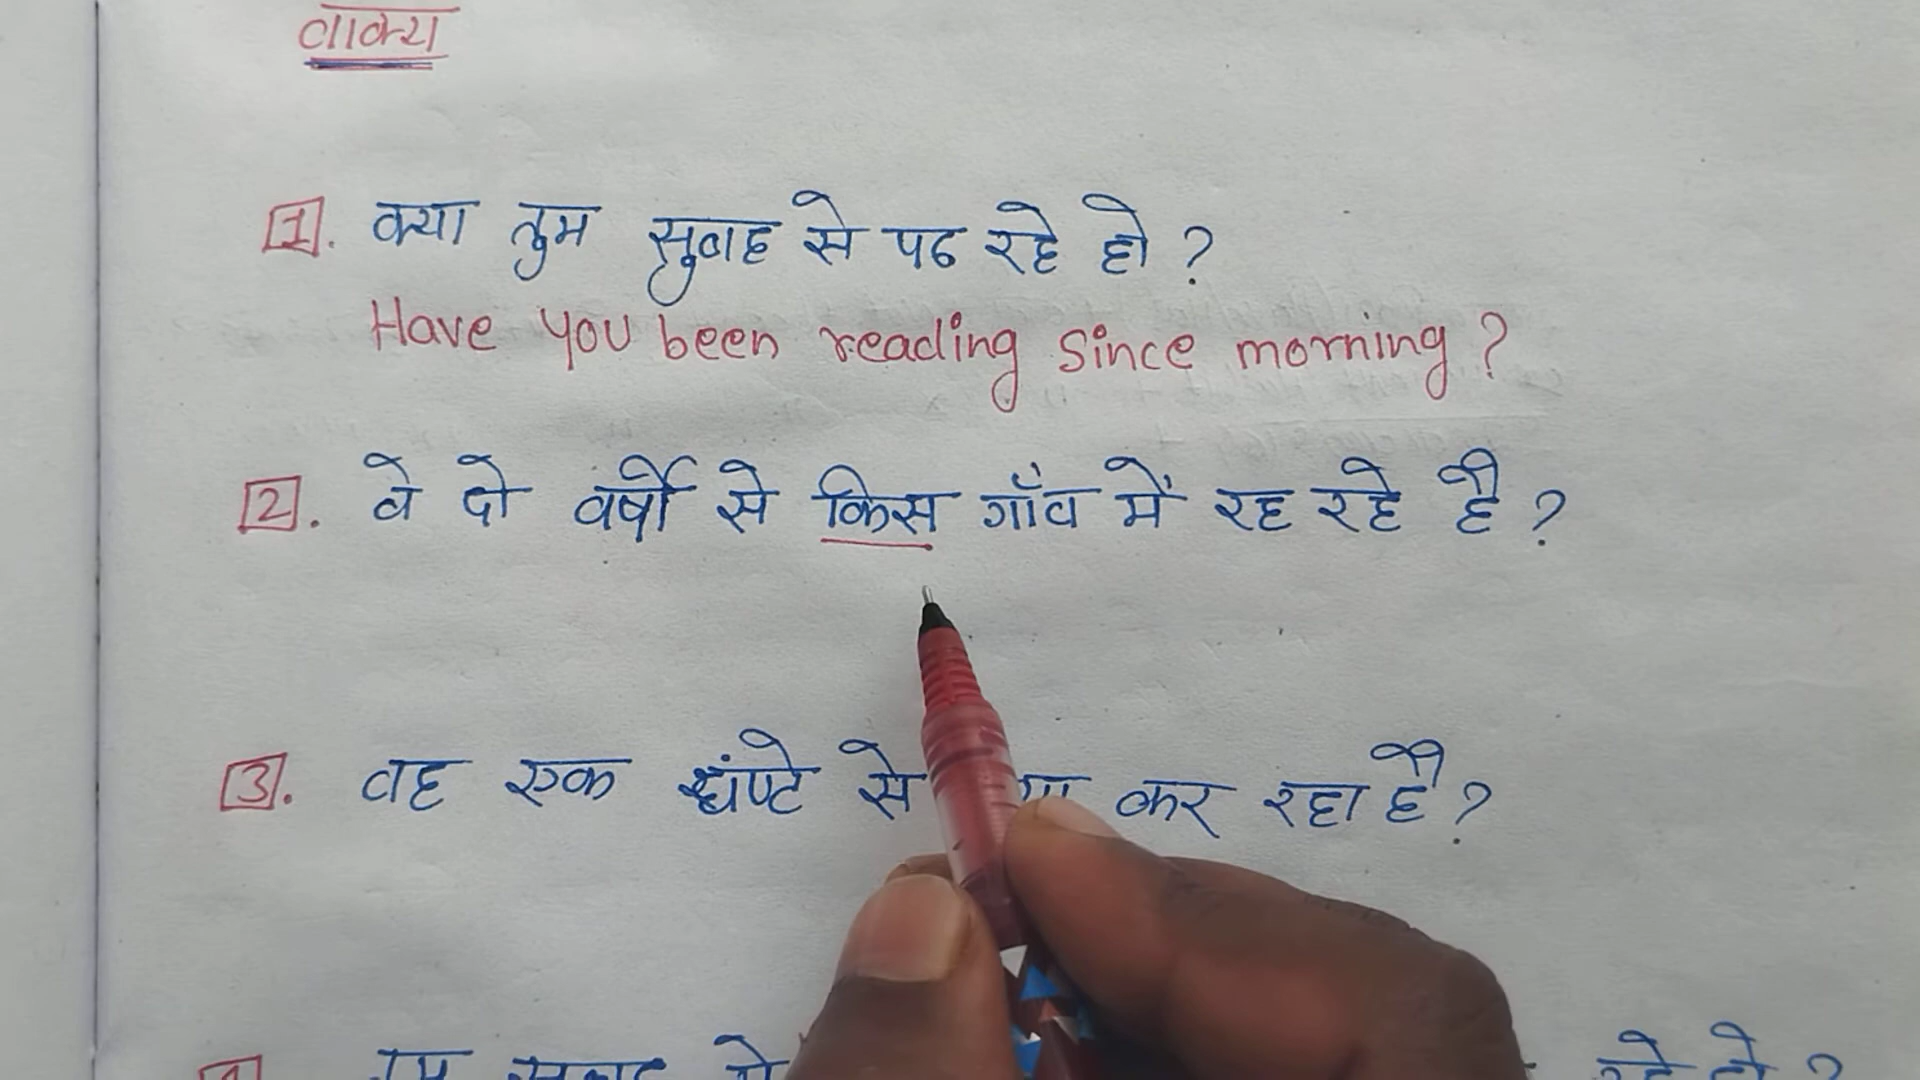 वाक्य
1. क्या तुम सुबह से पढ रहे हो ?
Have you been reading since morning ?
2. वे दो वर्षों से किस गाँव में रह रहे है ?
3. वह एक घंण्टे से कर रहा है ?